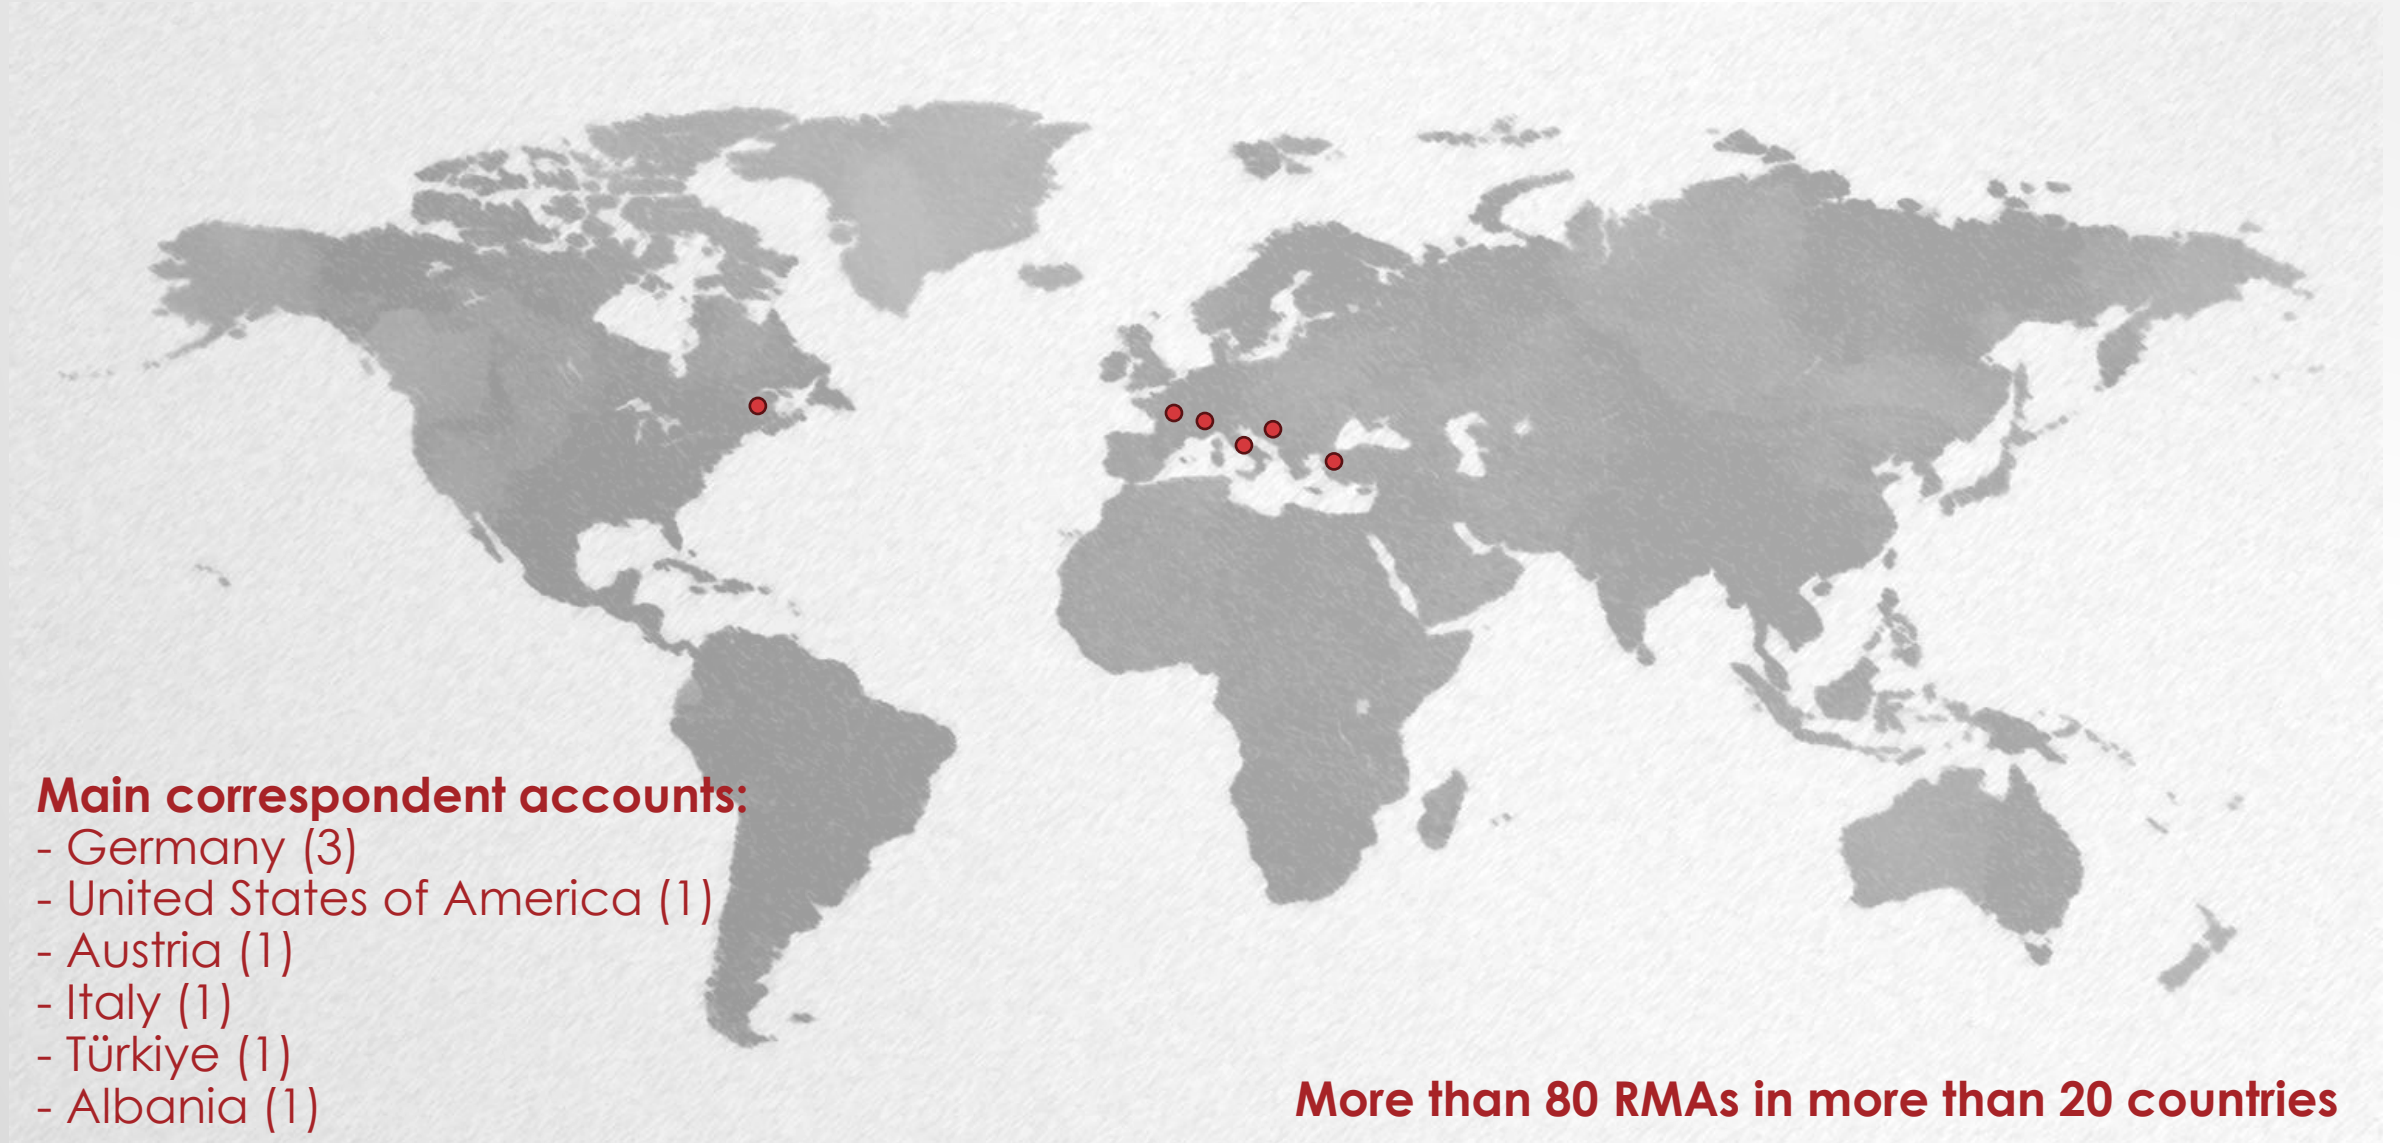 Main correspondent accounts:
- Germany (3)
- United States of America (1)
- Austria (1)
- Italy (1)
- Türkiye (1)
- Albania (1)
More than 80 RMAs in more than 20 countries